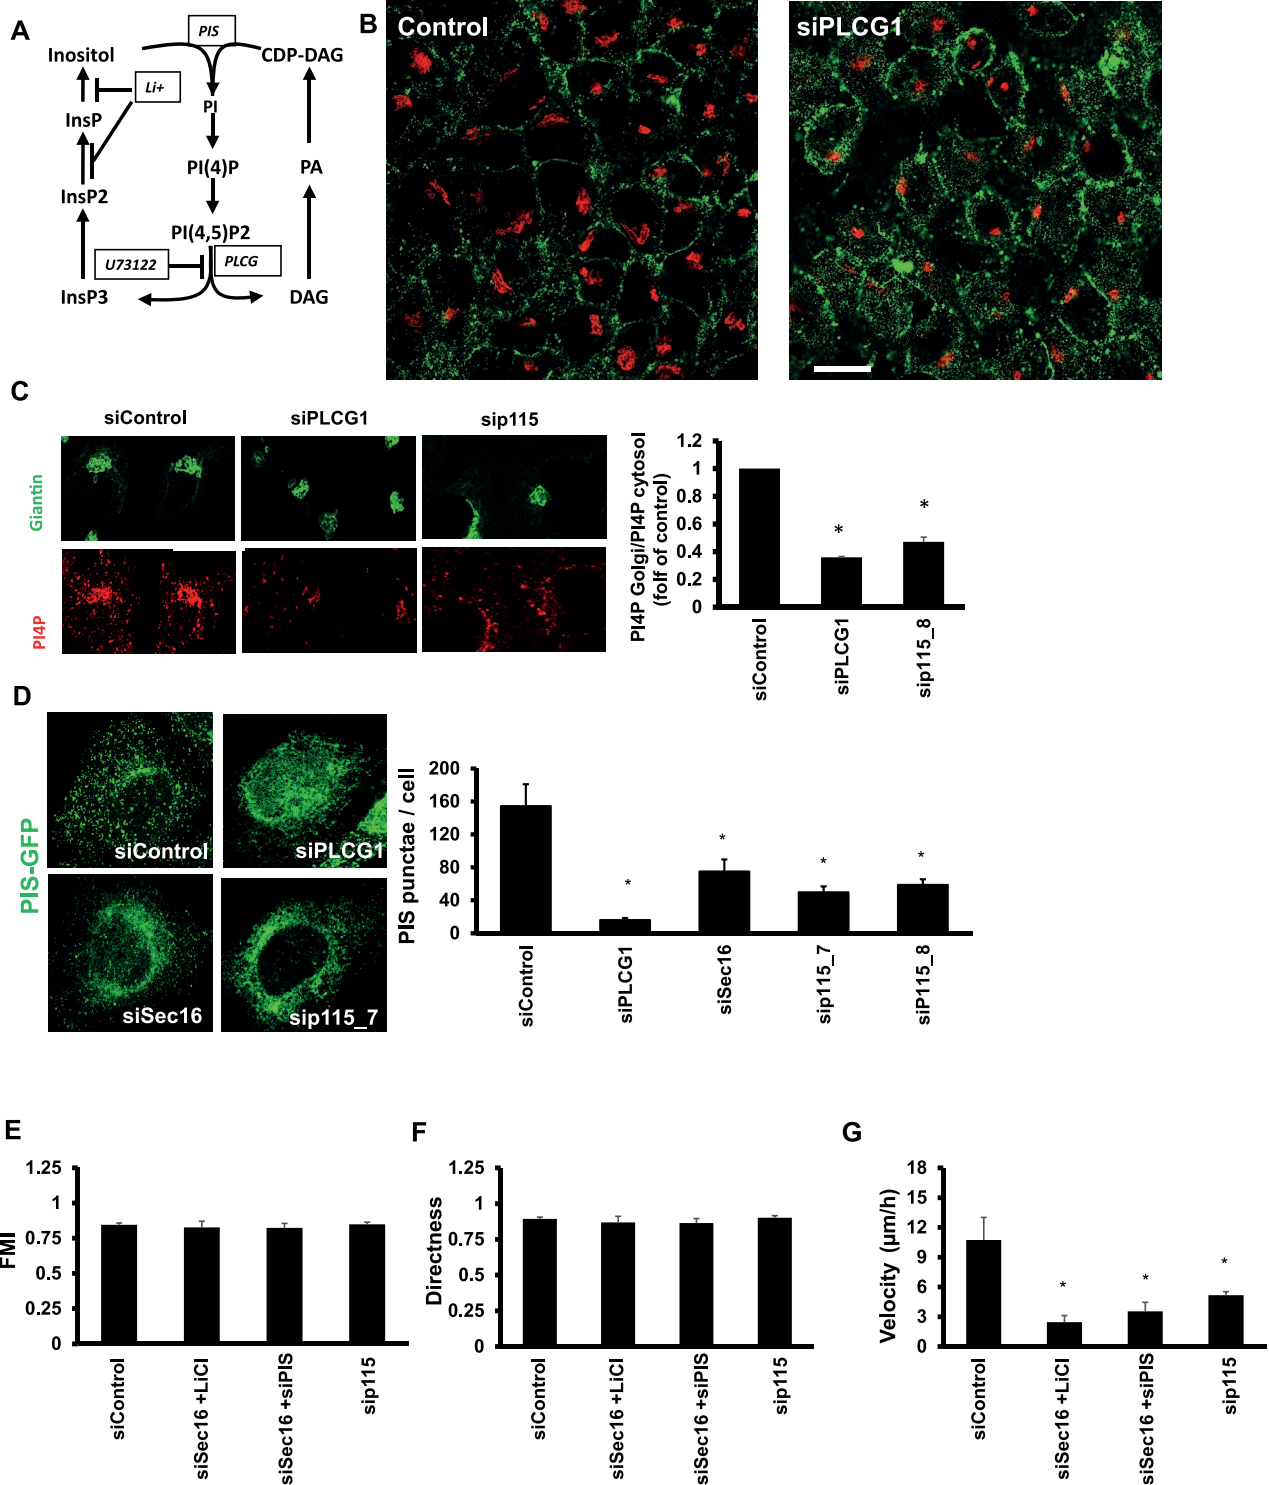 A
PIS
Inositol
CDP-DAG
Li+
PI
InsP
PI(4)P
PA
InsP2
PI(4,5)P2
U73122
PLCG
InsP3
DAG
B
Control
siPLCG1
C
siControl
siPLCG1
sip115
Giantin
PI4P
PI4P Golgi/PI4P cytosol
(folf of control)
1.2
1
0.8
0.6
0.4
0.2
0
*
*
siControl
siPLCG1
sip115_8
D
PIS-GFP
siControl
siPLCG1
siSec16
sip115_7
PIS punctae / cell
200
160
120
80
40
0
*
*
*
*
siControl
siPLCG1
siSec16
sip115_7
siP115_8
E
FMI
1.25
1
0.75
0.5
0.25
0
siControl
siSec16 +LiCl
siSec16 +siPIS
sip115
F
Directness
1.25
1
0.75
0.5
0.25
0
siControl
siSec16 +LiCl
siSec16 +siPIS
sip115
G
Velocity (µm/h)
18
15
12
9
6
3
0
*
*
*
siControl
siSec16 +LiCl
siSec16 +siPIS
sip115